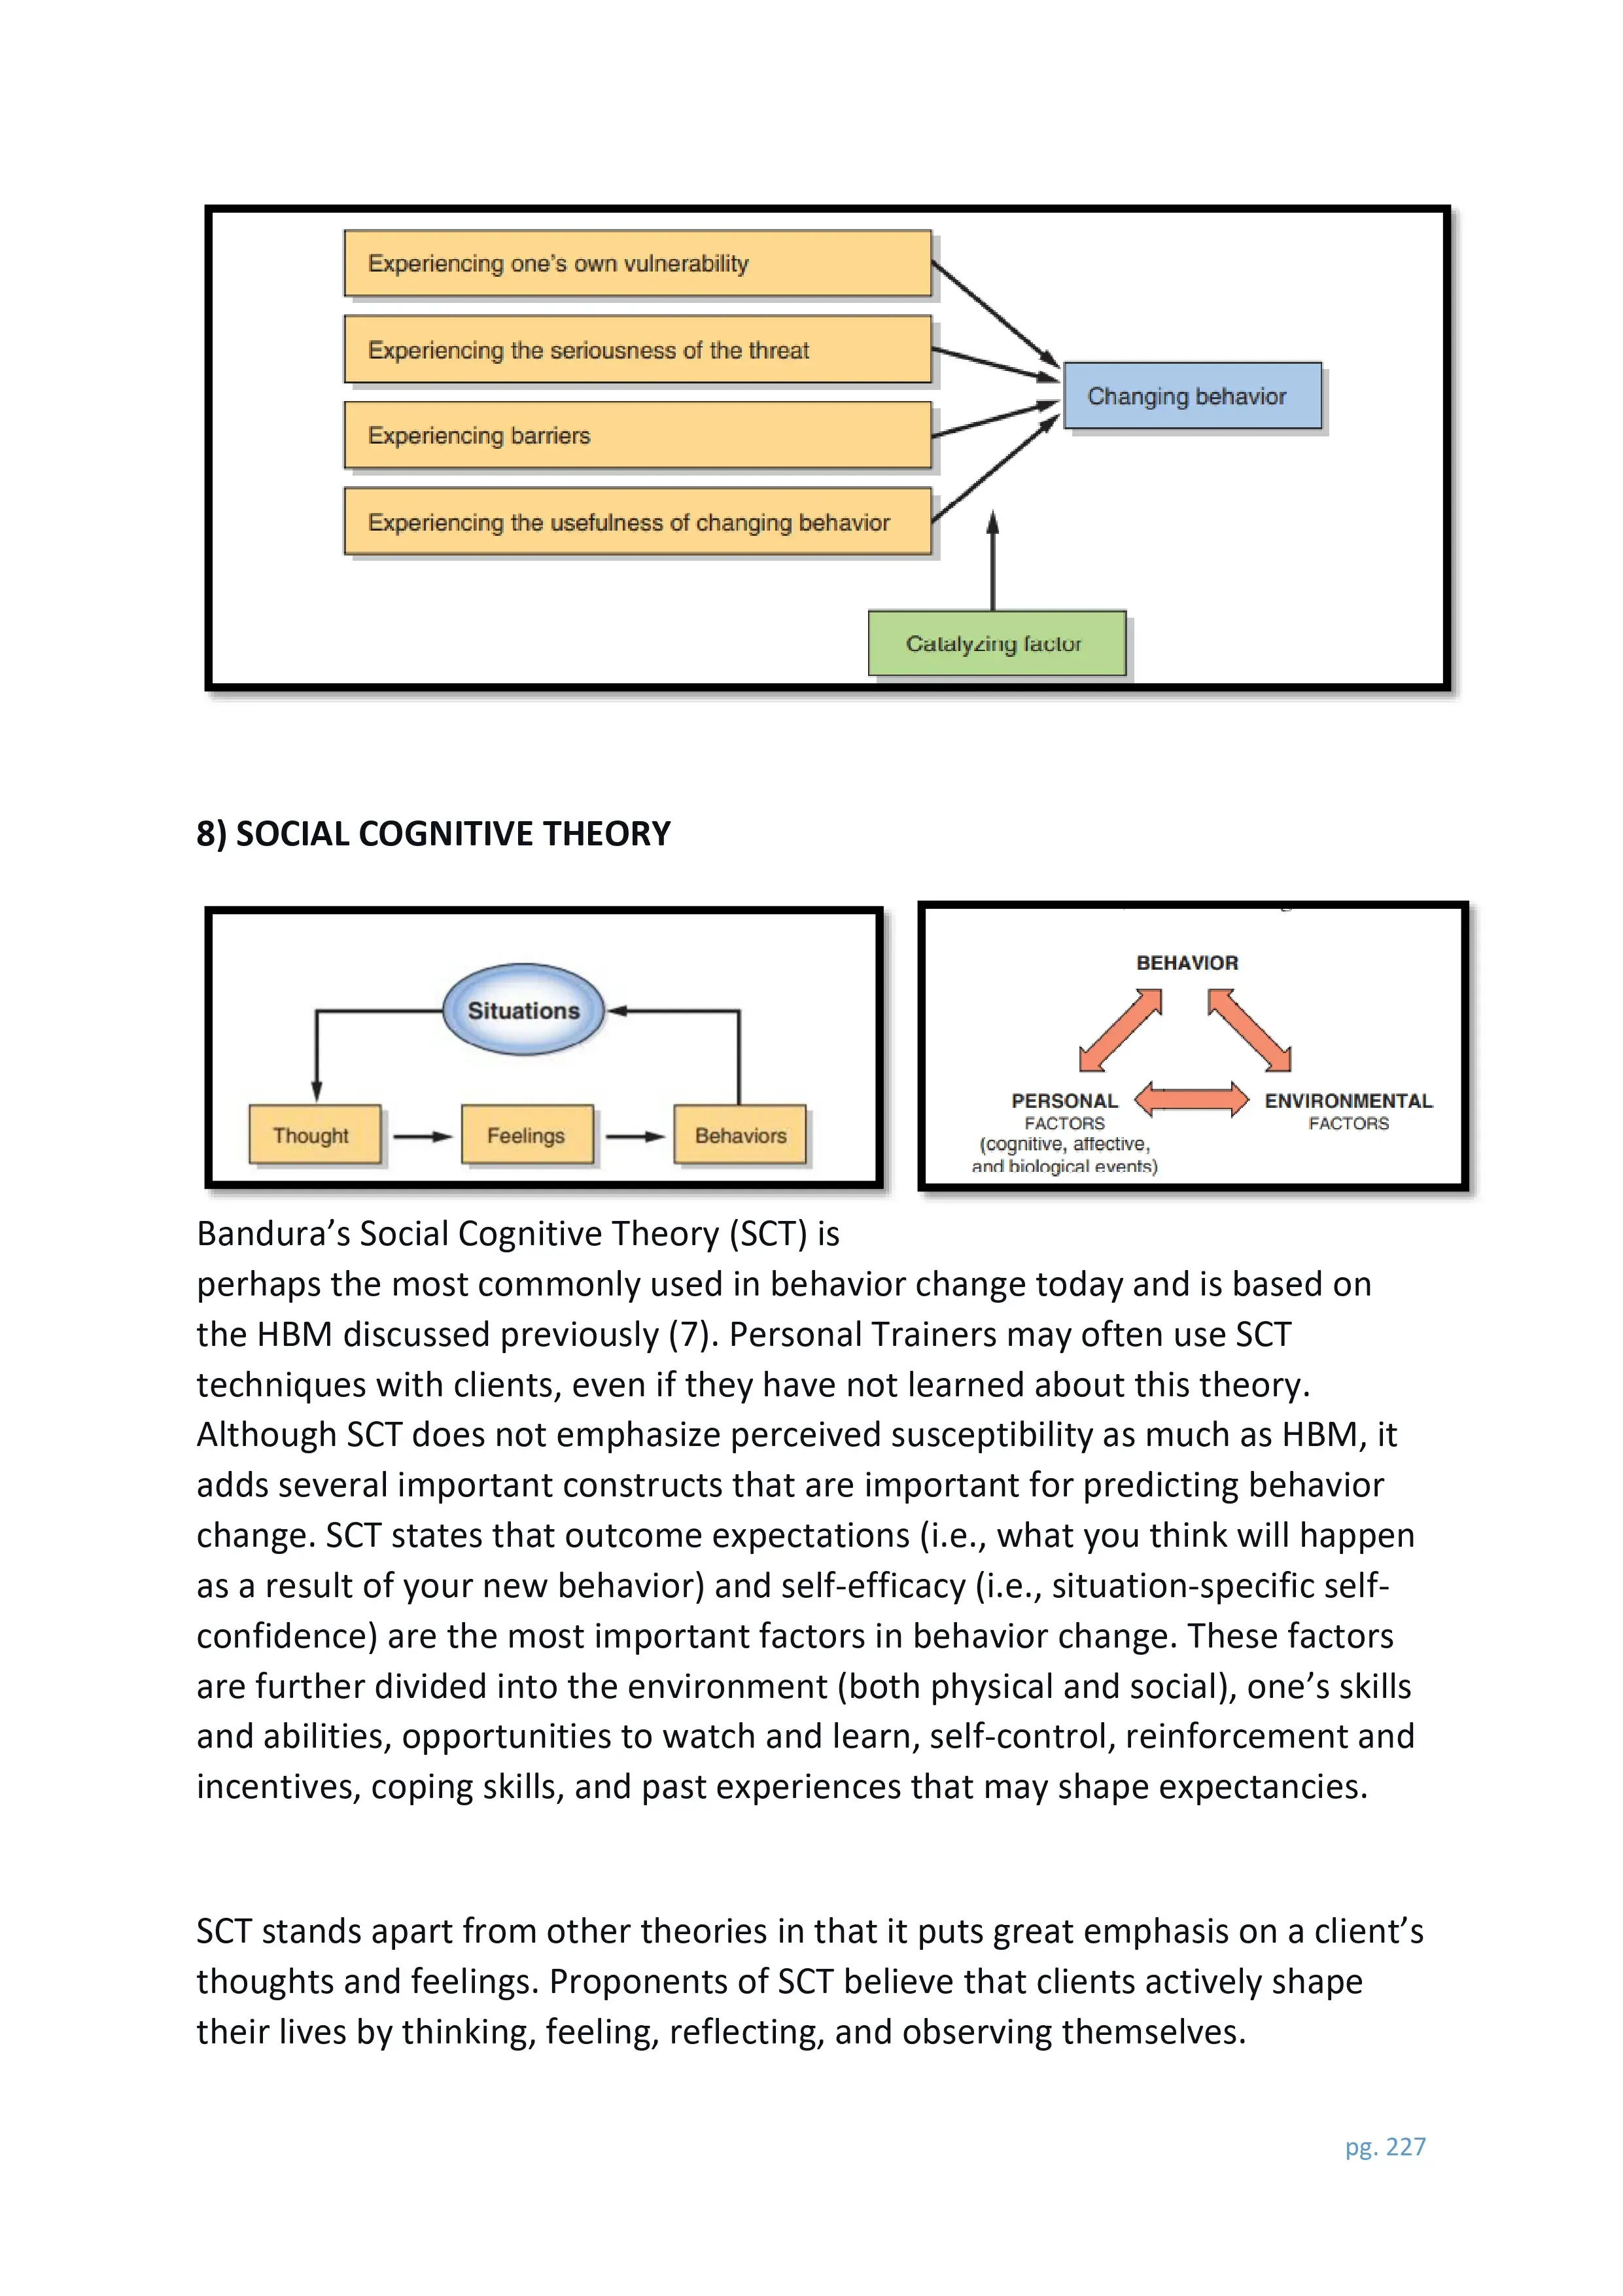 Experiencing one's own vulnerability
Experiencing the seriousness of the threat
Changing behavior
Experiencing barriers
Experiencing the usefulness of changing behavior
Catalyzing factor
8) SOCIAL COGNITIVE THEORY
Situations
Thought
Feelings
Behaviors
BEHAVIOR
PERSONAL
FACTORS
(cognitive, affective,
and biological events)
ENVIRONMENTAL
FACTORS
Bandura’s Social Cognitive Theory (SCT) is
perhaps the most commonly used in behavior change today and is based on
the HBM discussed previously (7). Personal Trainers may often use SCT
techniques with clients, even if they have not learned about this theory.
Although SCT does not emphasize perceived susceptibility as much as HBM, it
adds several important constructs that are important for predicting behavior
change. SCT states that outcome expectations (i.e., what you think will happen
as a result of your new behavior) and self-efficacy (i.e., situation-specific self-
confidence) are the most important factors in behavior change. These factors
are further divided into the environment (both physical and social), one’s skills
and abilities, opportunities to watch and learn, self-control, reinforcement and
incentives, coping skills, and past experiences that may shape expectancies.
SCT stands apart from other theories in that it puts great emphasis on a client’s
thoughts and feelings. Proponents of SCT believe that clients actively shape
their lives by thinking, feeling, reflecting, and observing themselves.
pg. 227